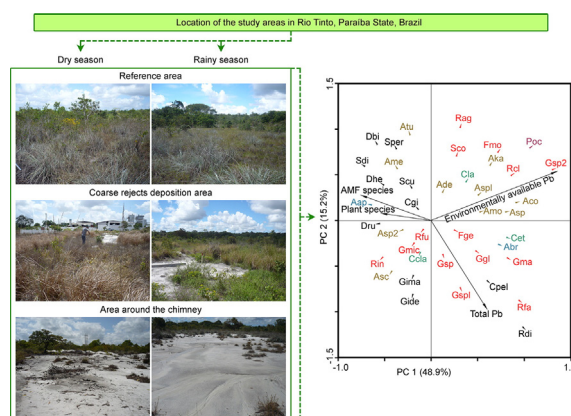 Location of the study areas in Rio Tinto, Paraíba State, Brazil
Dry season
Rainy season
Reference area
Coarse rejects deposition area
Area around the chimney
1.5
PC 2 (15.2%)
-1.5
-1.0
PC 1 (48.9%)
1.0
Rag
Atu
Dbi
Sper
Sco
Fmo
Poc
Sdi
Ame
Aka
Rcl
Gsp2
Dhe
Scu
Cla
AMF species
Ade
Aspl
Environmentally available Pb
Aap
Cgi
Aco
Plant species
Amo
Asp
Dru
Asp2
Rfu
Fge
Cet
Gmic
Abr
Rin
Ccla
Gsp
Ggl
Gma
Asc
Gima
Cpel
Gide
Gspl
Rfa
Total Pb
Rdi